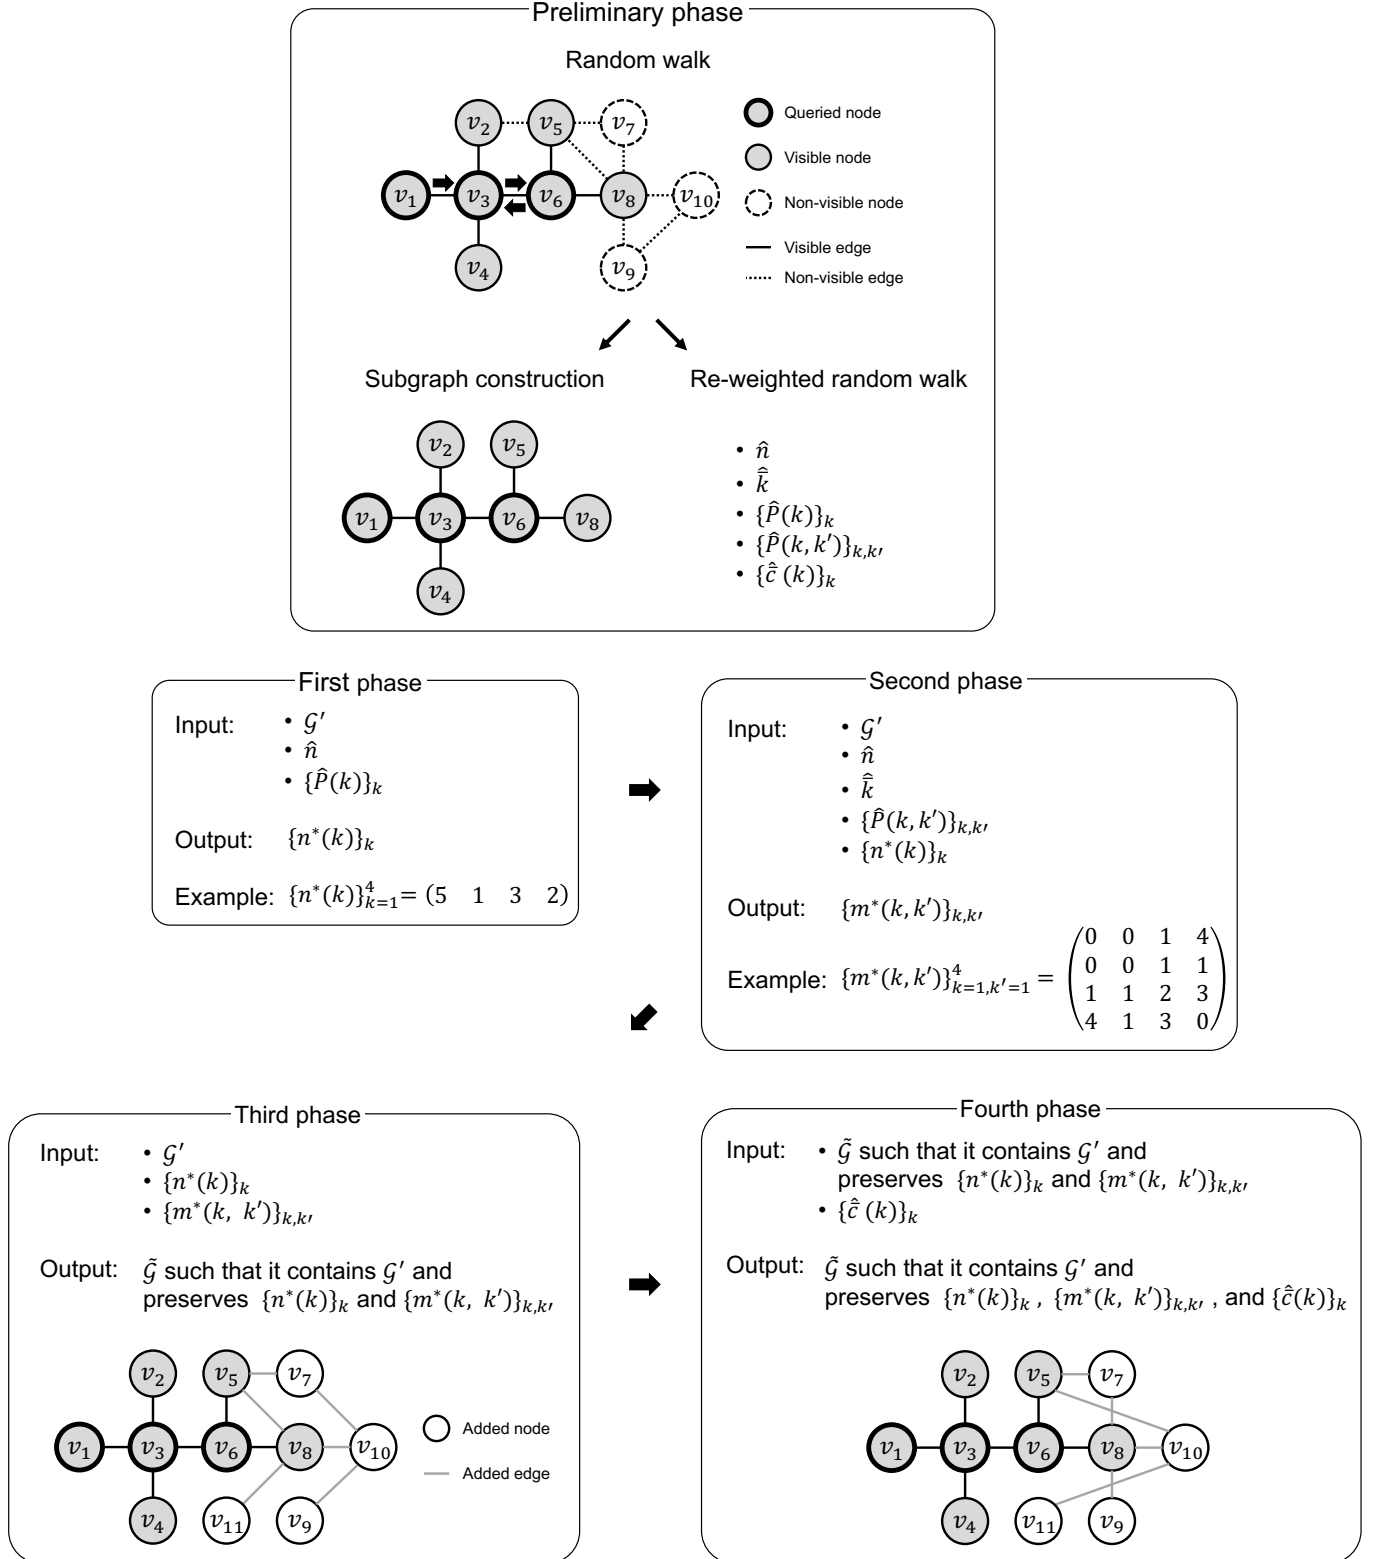 Preliminary phase
Random walk
v₂ v₅ v₇
Queried node
Visible node
v₁ v₃ v₆ v₈ v₁₀
Non-visible node
Visible edge
v₄ v₉
Non-visible edge
Subgraph construction
Re-weighted random walk
v₂ v₅
v₁ v₃ v₆ v₈
v₄
• n̂
• k̄̂
• {P̂(k)}ₖ
• {P̂(k, k′)}ₖ,ₖ′
• {c̄̂ (k)}ₖ
First phase
Input: • 𝒢′
• n̂
• {P̂(k)}ₖ
Output: {n*(k)}ₖ
Example: {n*(k)}⁴ₖ₌₁ = (5 1 3 2)
Second phase
Input: • 𝒢′
• n̂
• k̄̂
• {P̂(k, k′)}ₖ,ₖ′
• {n*(k)}ₖ
Output: {m*(k, k′)}ₖ,ₖ′
Example: {m*(k, k′)}⁴ₖ₌₁,ₖ′₌₁ =
0 0 1 4
0 0 1 1
1 1 2 3
4 1 3 0
Third phase
Input: • 𝒢′
• {n*(k)}ₖ
• {m*(k, k′)}ₖ,ₖ′
Output: 𝒢̃ such that it contains 𝒢′ and
preserves {n*(k)}ₖ and {m*(k, k′)}ₖ,ₖ′
v₂ v₅ v₇
v₁ v₃ v₆ v₈ v₁₀
v₄ v₁₁ v₉
Added node
Added edge
Fourth phase
Input: • 𝒢̃ such that it contains 𝒢′ and
preserves {n*(k)}ₖ and {m*(k, k′)}ₖ,ₖ′
• {c̄̂ (k)}ₖ
Output: 𝒢̃ such that it contains 𝒢′ and
preserves {n*(k)}ₖ , {m*(k, k′)}ₖ,ₖ′ , and {c̄̂(k)}ₖ
v₂ v₅ v₇
v₁ v₃ v₆ v₈ v₁₀
v₄ v₁₁ v₉